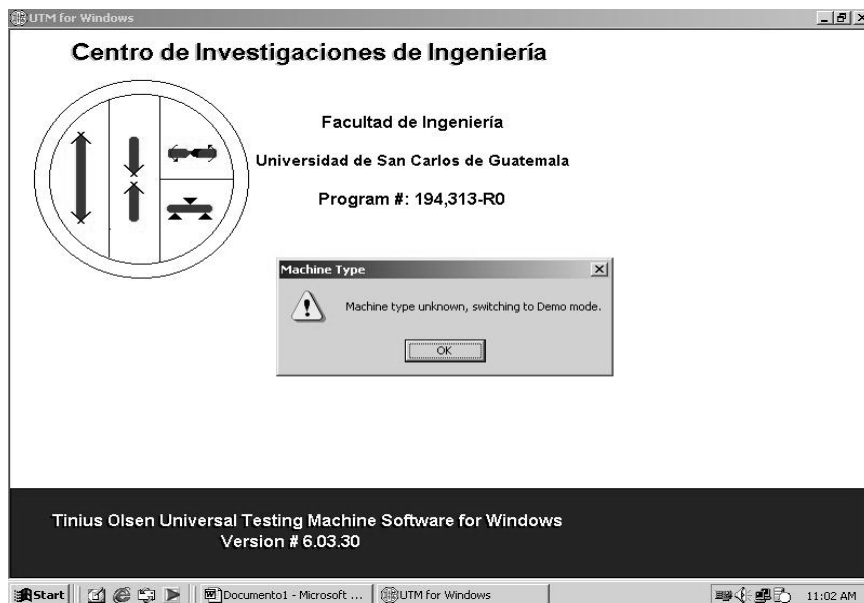 UTM for Windows
Centro de Investigaciones de Ingeniería
Facultad de Ingeniería
Universidad de San Carlos de Guatemala
Program #: 194,313-R0
Machine Type
Machine type unknown, switching to Demo mode.
OK
Tinius Olsen Universal Testing Machine Software for Windows
Version # 6.03.30
Start
Documento1 - Microsoft ...
UTM for Windows
11:02 AM